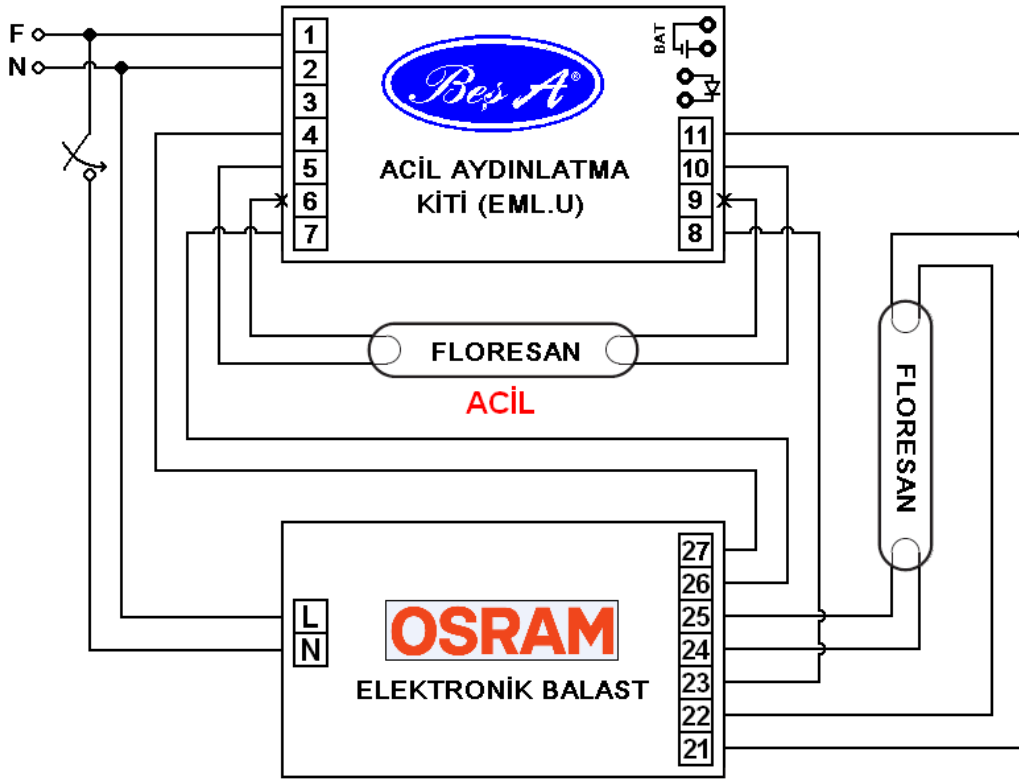 F
N
1
2
3
4
5
6
7
Beş A®
ACİL AYDINLATMA
KİTİ (EML.U)
BAT
11
10
9
8
FLORESAN
ACİL
FLORESAN
L
N
OSRAM
ELEKTRONİK BALAST
27
26
25
24
23
22
21